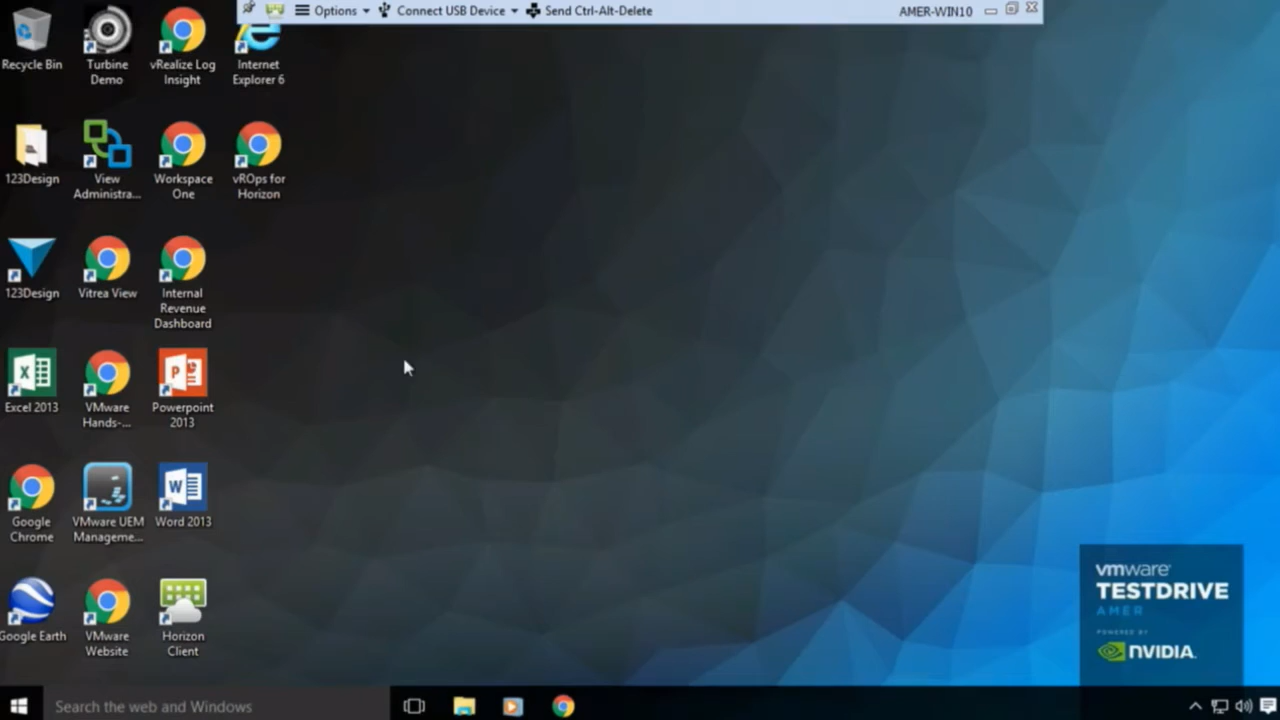 Options
Connect USB Device
Send Ctrl-Alt-Delete
AMER-WIN10
Recycle Bin
Turbine
Demo
vRealize Log
Insight
Internet
Explorer 6
123Design
View
Administra...
Workspace
One
vROps for
Horizon
123Design
Vitrea View
Internal
Revenue
Dashboard
Excel 2013
VMware
Hands-...
Powerpoint
2013
Google
Chrome
VMware UEM
Manageme...
Word 2013
Google Earth
VMware
Website
Horizon
Client
vmware
TESTDRIVE
AMER
POWERED BY
NVIDIA.
Search the web and Windows